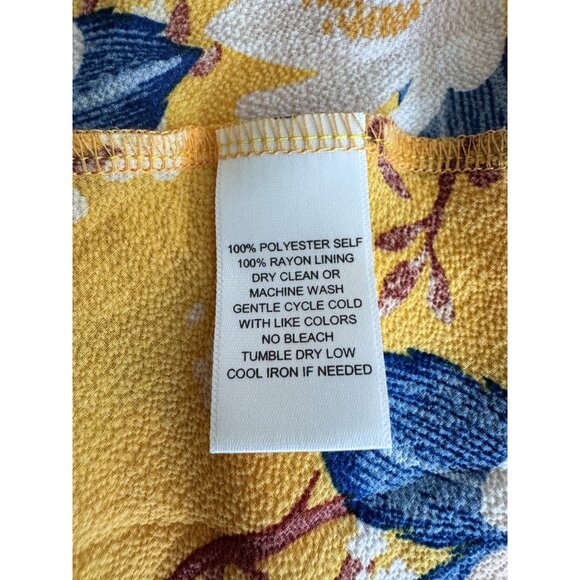 100% POLYESTER SELF
100% RAYON LINING
DRY CLEAN OR
MACHINE WASH
GENTLE CYCLE COLD
WITH LIKE COLORS
NO BLEACH
TUMBLE DRY LOW
COOL IRON IF NEEDED